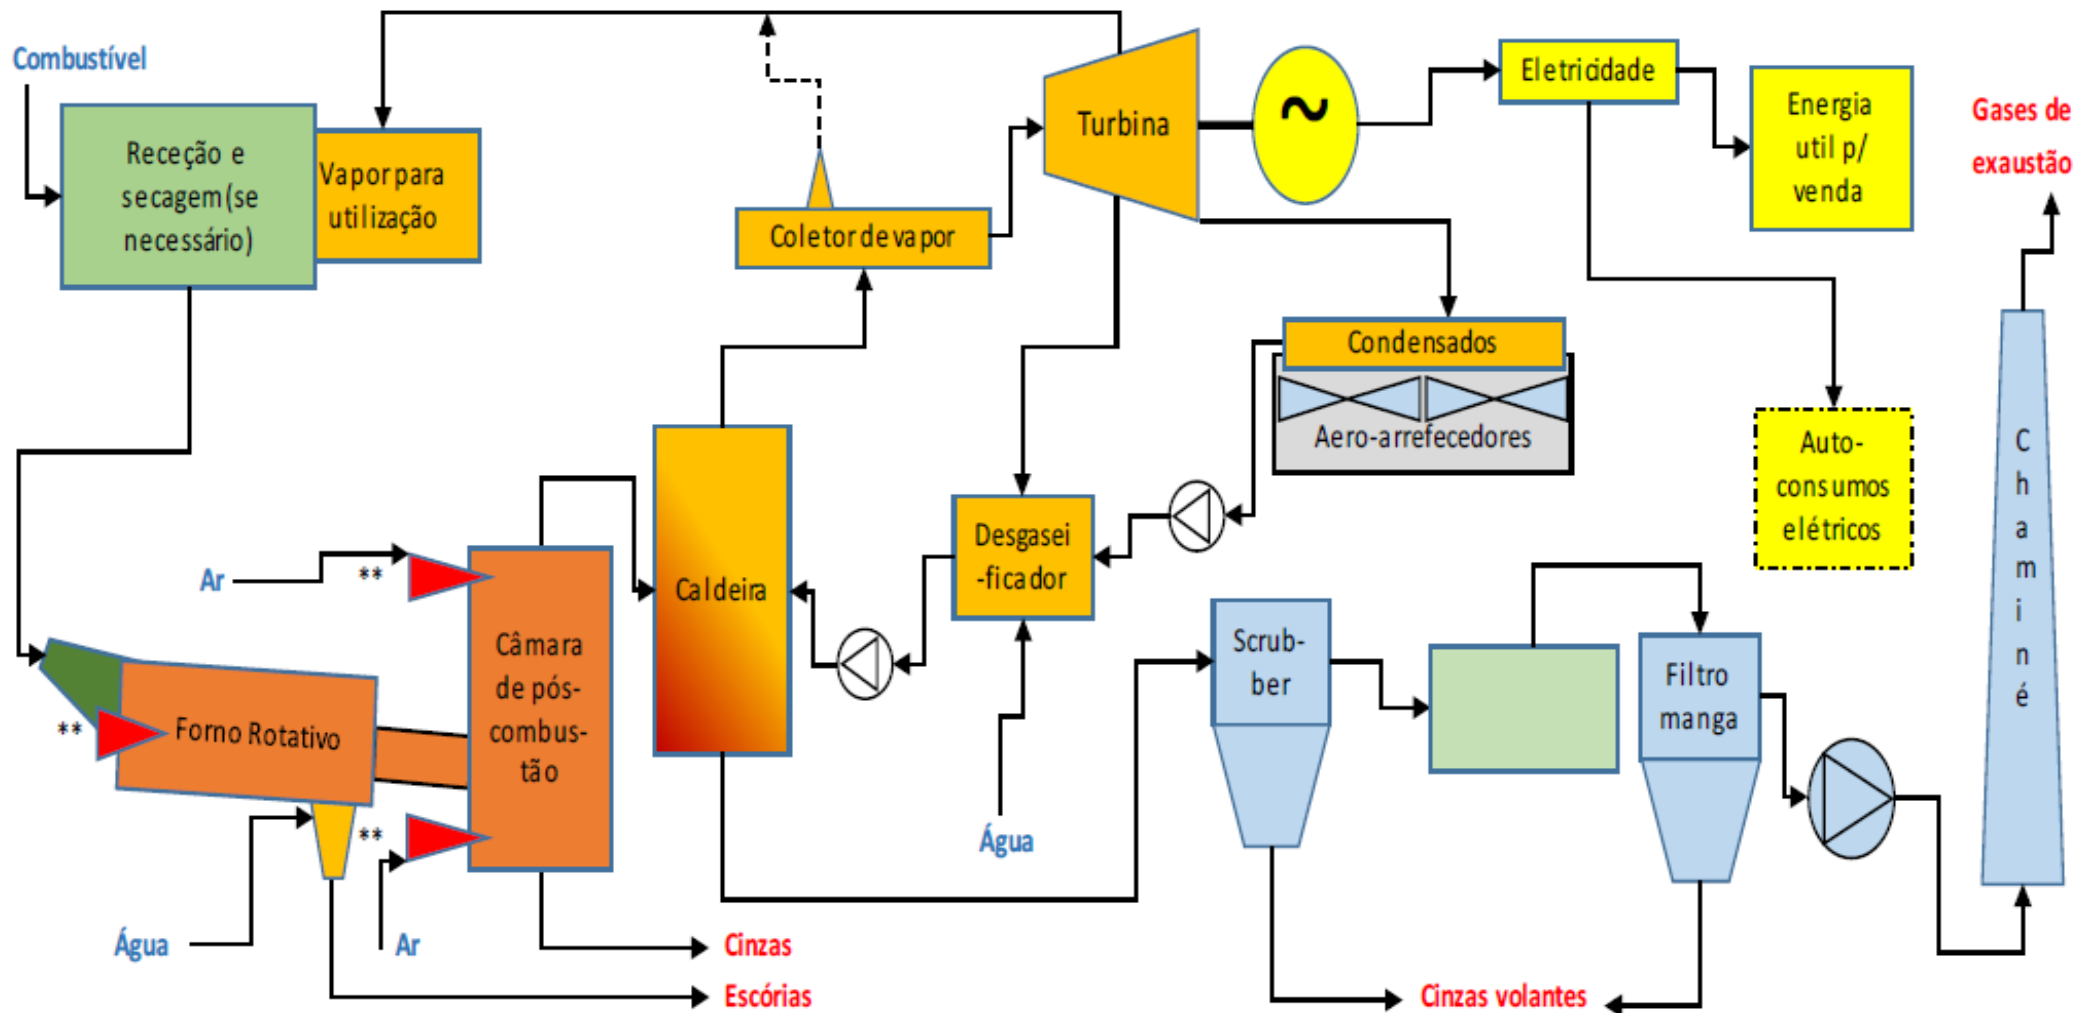 Combustível
Receção e
secagem(se
necessário)
Vapor para
utilização
Coletor de vapor
Turbina
~
Eletricidade
Energia
util p/
venda
Gases de
exaustão
Condensados
Aero-arrefecedores
Auto-
consumos
elétricos
C
h
a
m
i
n
é
Ar
**
Câmara
de pós-
combus-
tão
Caldeira
Desgasei
-ficador
Scrub-
ber
Filtro
manga
**
Forno Rotativo
**
Água
Água
Ar
Cinzas
Escórias
Cinzas volantes